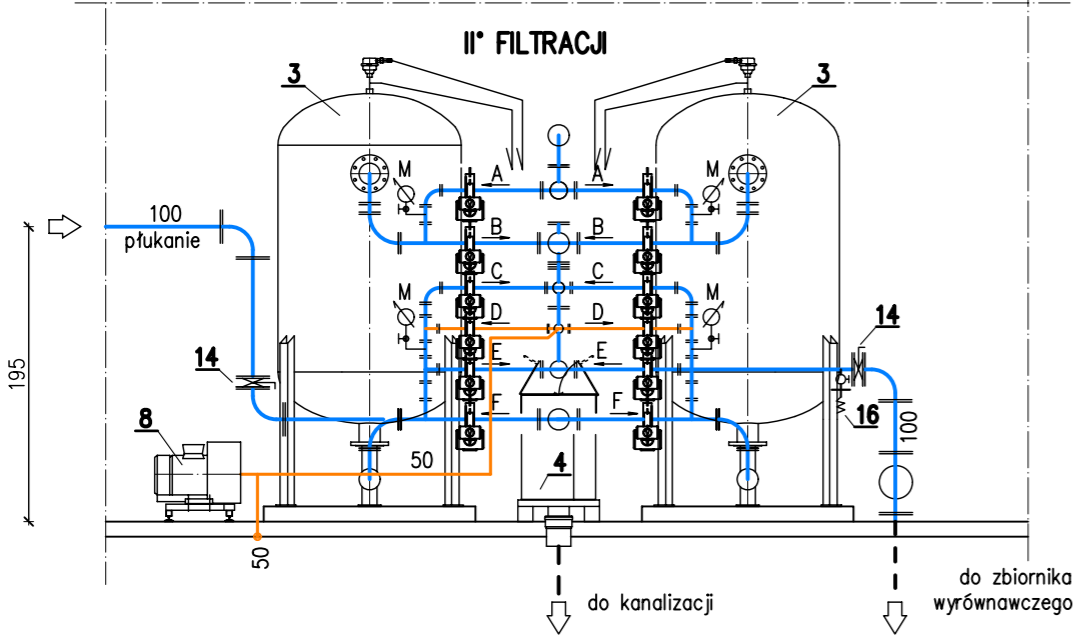 II° FILTRACJI
3
3
M
A
A
M
100
płukanie
B
B
M
C
C
M
D
D
14
E
E
14
195
F
F
16
8
50
4
100
50
do kanalizacji
do zbiornika
wyrównawczego